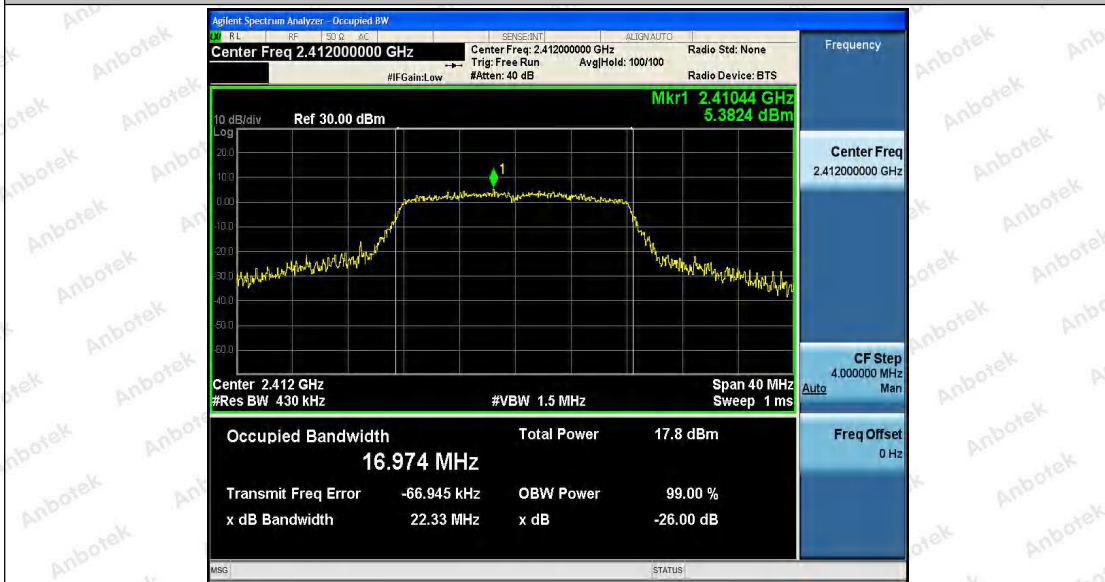 Agilent Spectrum Analyzer - Occupied BW
LXI RL RF 50 Ω AC SENSE:INT ALIGN AUTO
Center Freq 2.412000000 GHz
Center Freq: 2.412000000 GHz
Radio Std: None
Trig: Free Run Avg|Hold: 100/100
#IFGain:Low
#Atten: 40 dB
Radio Device: BTS
Mkr1 2.41044 GHz
5.3824 dBm
10 dB/div Ref 30.00 dBm
Log
20.0
10.0
0.00
-10.0
-20.0
-30.0
-40.0
-50.0
-60.0
1
Center 2.412 GHz Span 40 MHz
#Res BW 430 kHz #VBW 1.5 MHz Sweep 1 ms
Occupied Bandwidth Total Power 17.8 dBm
16.974 MHz
Transmit Freq Error -66.945 kHz OBW Power 99.00 %
x dB Bandwidth 22.33 MHz x dB -26.00 dB
MSG STATUS
Frequency
Center Freq
2.412000000 GHz
CF Step
4.000000 MHz
Auto Man
Freq Offset
0 Hz
Anbotek